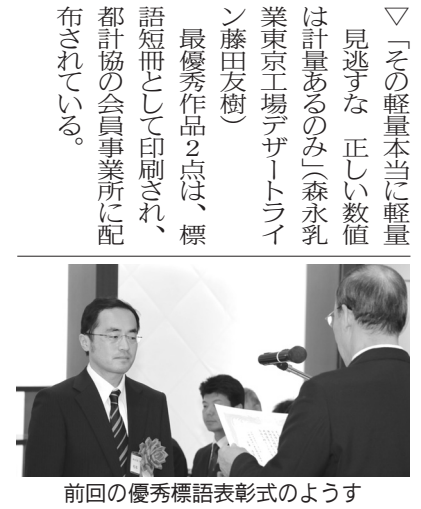 ▽「その軽量本当に軽量
見逃すな　正しい数値
は計量あるのみ」（森永乳
業東京工場デザートライ
ン藤田友樹）
最優秀作品２点は、標
語短冊として印刷され、
都計協の会員事業所に配
布されている。
前回の優秀標語表彰式のようす